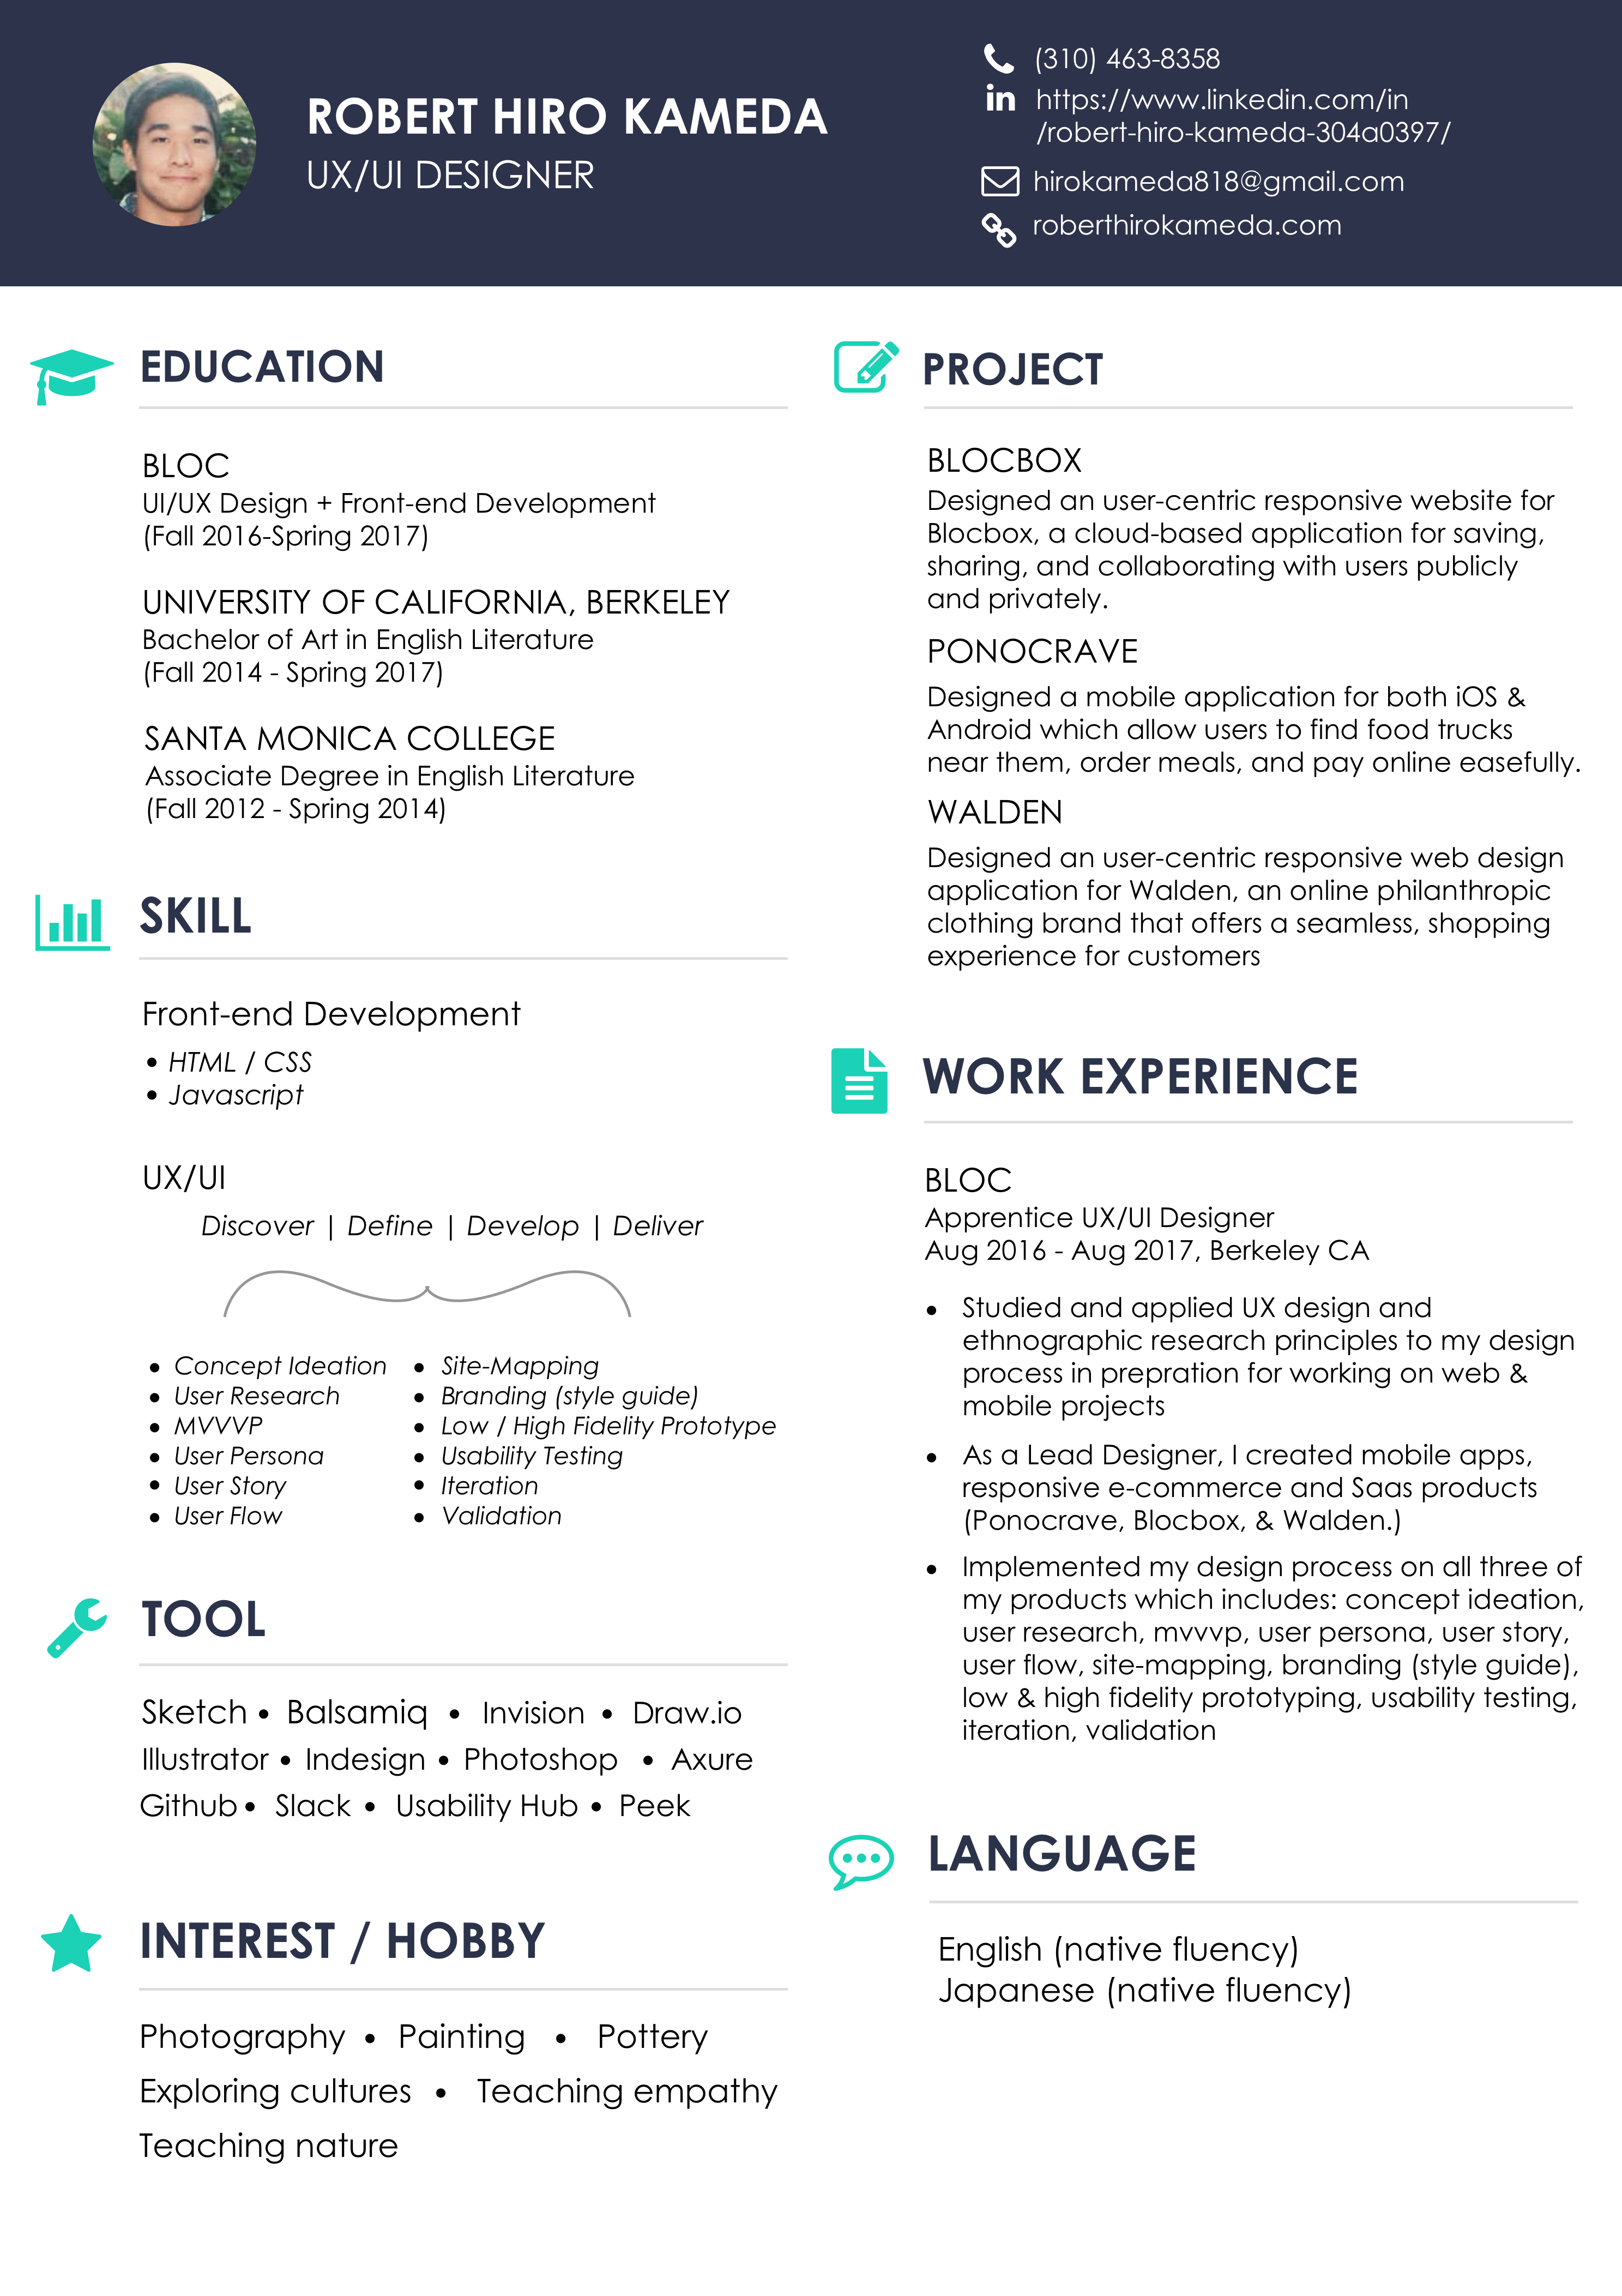 ROBERT HIRO KAMEDA
UX/UI DESIGNER
(310) 463-8358
https://www.linkedin.com/in
/robert-hiro-kameda-304a0397/
hirokameda818@gmail.com
roberthirokameda.com
EDUCATION
BLOC
UI/UX Design + Front-end Development
(Fall 2016-Spring 2017)
UNIVERSITY OF CALIFORNIA, BERKELEY
Bachelor of Art in English Literature
(Fall 2014 - Spring 2017)
SANTA MONICA COLLEGE
Associate Degree in English Literature
(Fall 2012 - Spring 2014)
SKILL
Front-end Development
• HTML / CSS
• Javascript
UX/UI
Discover | Define | Develop | Deliver
• Concept Ideation
• User Research
• MVVVP
• User Persona
• User Story
• User Flow
• Site-Mapping
• Branding (style guide)
• Low / High Fidelity Prototype
• Usability Testing
• Iteration
• Validation
TOOL
Sketch • Balsamiq • Invision • Draw.io
Illustrator • Indesign • Photoshop • Axure
Github • Slack • Usability Hub • Peek
INTEREST / HOBBY
Photography • Painting • Pottery
Exploring cultures • Teaching empathy
Teaching nature
PROJECT
BLOCBOX
Designed an user-centric responsive website for
Blocbox, a cloud-based application for saving,
sharing, and collaborating with users publicly
and privately.
PONOCRAVE
Designed a mobile application for both iOS &
Android which allow users to find food trucks
near them, order meals, and pay online easefully.
WALDEN
Designed an user-centric responsive web design
application for Walden, an online philanthropic
clothing brand that offers a seamless, shopping
experience for customers
WORK EXPERIENCE
BLOC
Apprentice UX/UI Designer
Aug 2016 - Aug 2017, Berkeley CA
• Studied and applied UX design and
ethnographic research principles to my design
process in prepration for working on web &
mobile projects
• As a Lead Designer, I created mobile apps,
responsive e-commerce and Saas products
(Ponocrave, Blocbox, & Walden.)
• Implemented my design process on all three of
my products which includes: concept ideation,
user research, mvvvp, user persona, user story,
user flow, site-mapping, branding (style guide),
low & high fidelity prototyping, usability testing,
iteration, validation
LANGUAGE
English (native fluency)
Japanese (native fluency)